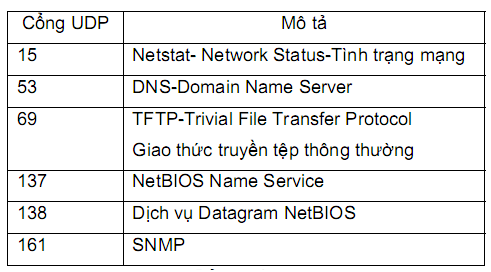 Cổng UDP Mô tả
15 Netstat- Network Status-Tình trạng mạng
53 DNS-Domain Name Server
69 TFTP-Trivial File Transfer Protocol
Giao thức truyền tệp thông thường
137 NetBIOS Name Service
138 Dịch vụ Datagram NetBIOS
161 SNMP